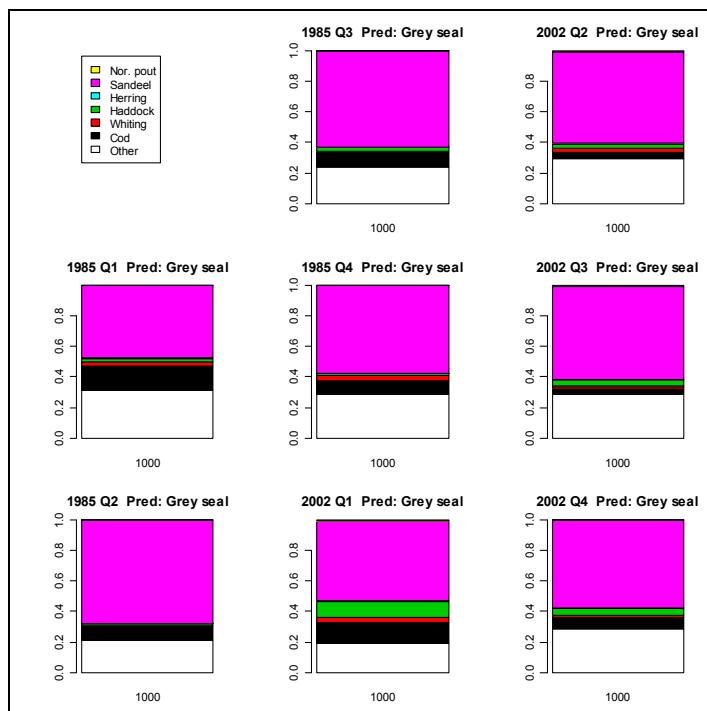 Nor. pout
Sandeel
Herring
Haddock
Whiting
Cod
Other
1985 Q3 Pred: Grey seal
0.0 0.2 0.4 0.6 0.8 1.0
1000
2002 Q2 Pred: Grey seal
0.0 0.2 0.4 0.6 0.8
1000
1985 Q1 Pred: Grey seal
0.0 0.2 0.4 0.6 0.8
1000
1985 Q4 Pred: Grey seal
0.0 0.2 0.4 0.6 0.8 1.0
1000
2002 Q3 Pred: Grey seal
0.0 0.2 0.4 0.6 0.8
1000
1985 Q2 Pred: Grey seal
0.0 0.2 0.4 0.6 0.8 1.0
1000
2002 Q1 Pred: Grey seal
0.0 0.2 0.4 0.6 0.8
1000
2002 Q4 Pred: Grey seal
0.0 0.2 0.4 0.6 0.8 1.0
1000